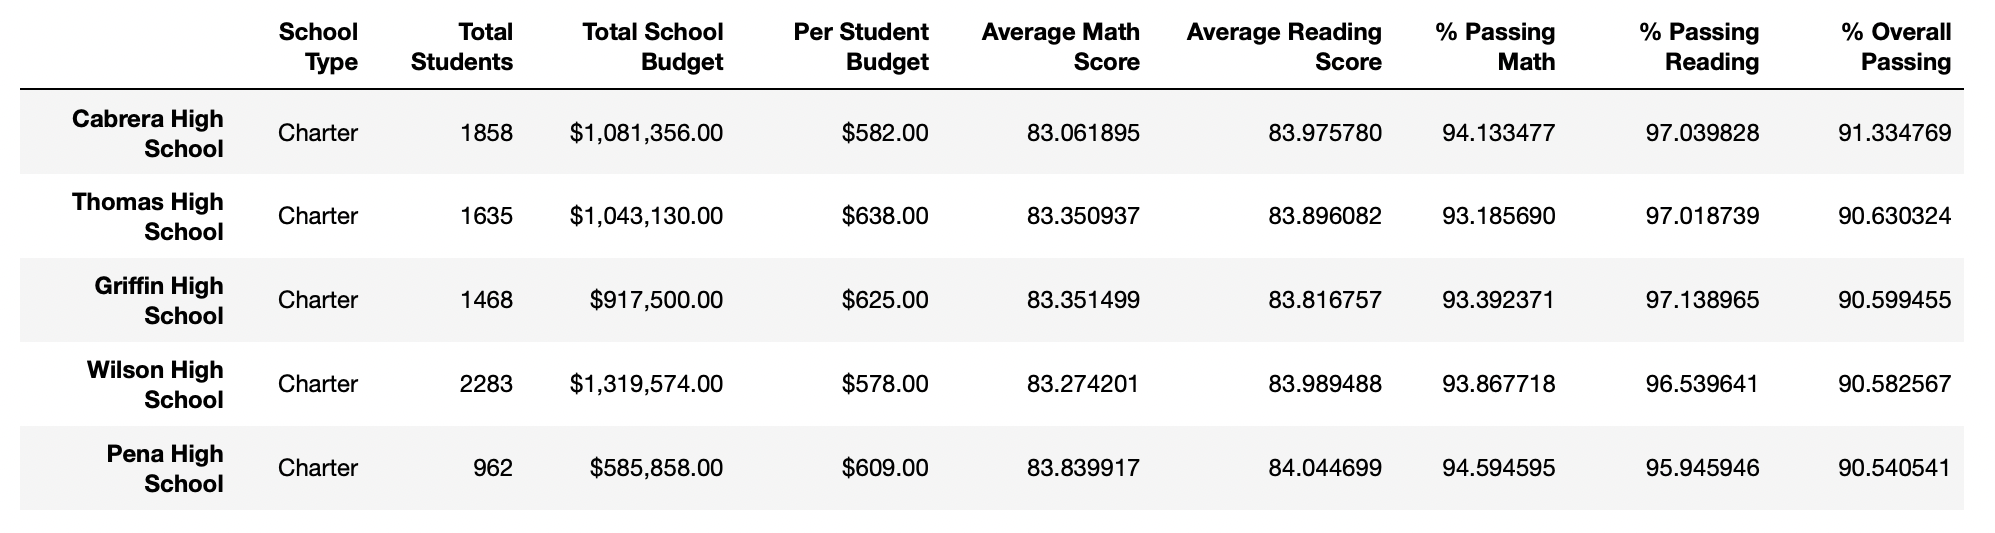 School Total Total School Per Student Average Math Average Reading % Passing % Passing % Overall
Type Students Budget Budget Score Score Math Reading Passing
Cabrera High
School Charter 1858 $1,081,356.00 $582.00 83.061895 83.975780 94.133477 97.039828 91.334769
Thomas High
School Charter 1635 $1,043,130.00 $638.00 83.350937 83.896082 93.185690 97.018739 90.630324
Griffin High
School Charter 1468 $917,500.00 $625.00 83.351499 83.816757 93.392371 97.138965 90.599455
Wilson High
School Charter 2283 $1,319,574.00 $578.00 83.274201 83.989488 93.867718 96.539641 90.582567
Pena High
School Charter 962 $585,858.00 $609.00 83.839917 84.044699 94.594595 95.945946 90.540541